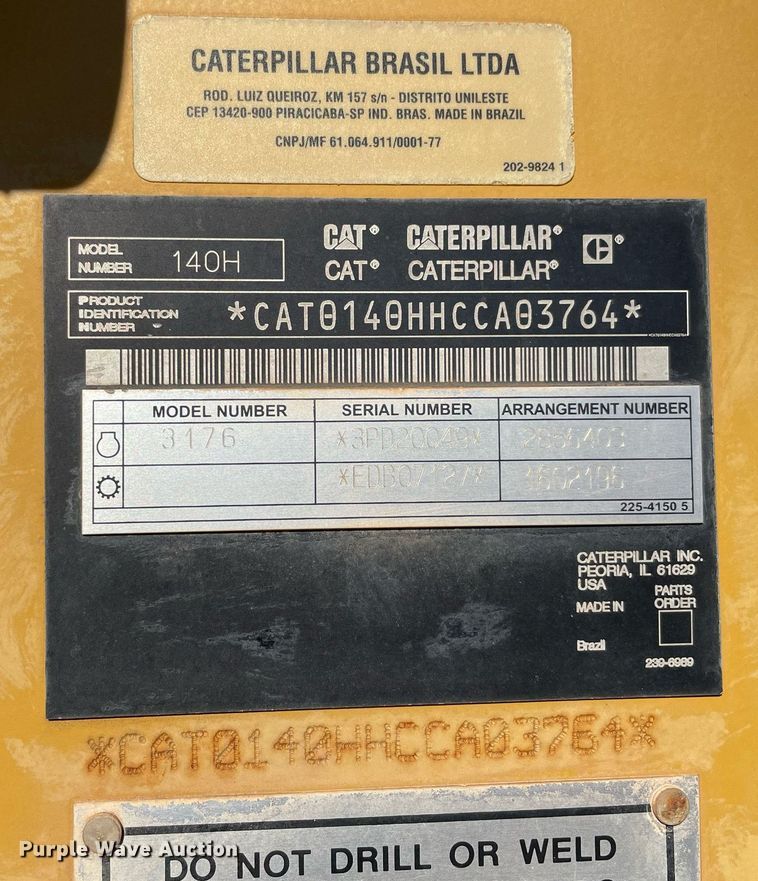 CATERPILLAR BRASIL LTDA
ROD. LUIZ QUEIROZ, KM 157 s/n - DISTRITO UNILESTE
CEP 13420-900 PIRACICABA-SP IND. BRAS. MADE IN BRAZIL
CNPJ/MF 61.064.911/0001-77
202-9824 1
MODEL NUMBER 140H
CAT® CATERPILLAR® C®
CAT® CATERPILLAR®
PRODUCT IDENTIFICATION NUMBER *CAT0140HHCCA03764*
*CAT0140HHCCA03764*
MODEL NUMBER SERIAL NUMBER ARRANGEMENT NUMBER
3176
225-4150 5
CATERPILLAR INC.
PEORIA, IL 61629
USA
MADE IN PARTS ORDER
Brazil
239-6969
*CAT0140HHCCA03764*
DO NOT DRILL OR WELD
Purple Wave Auction